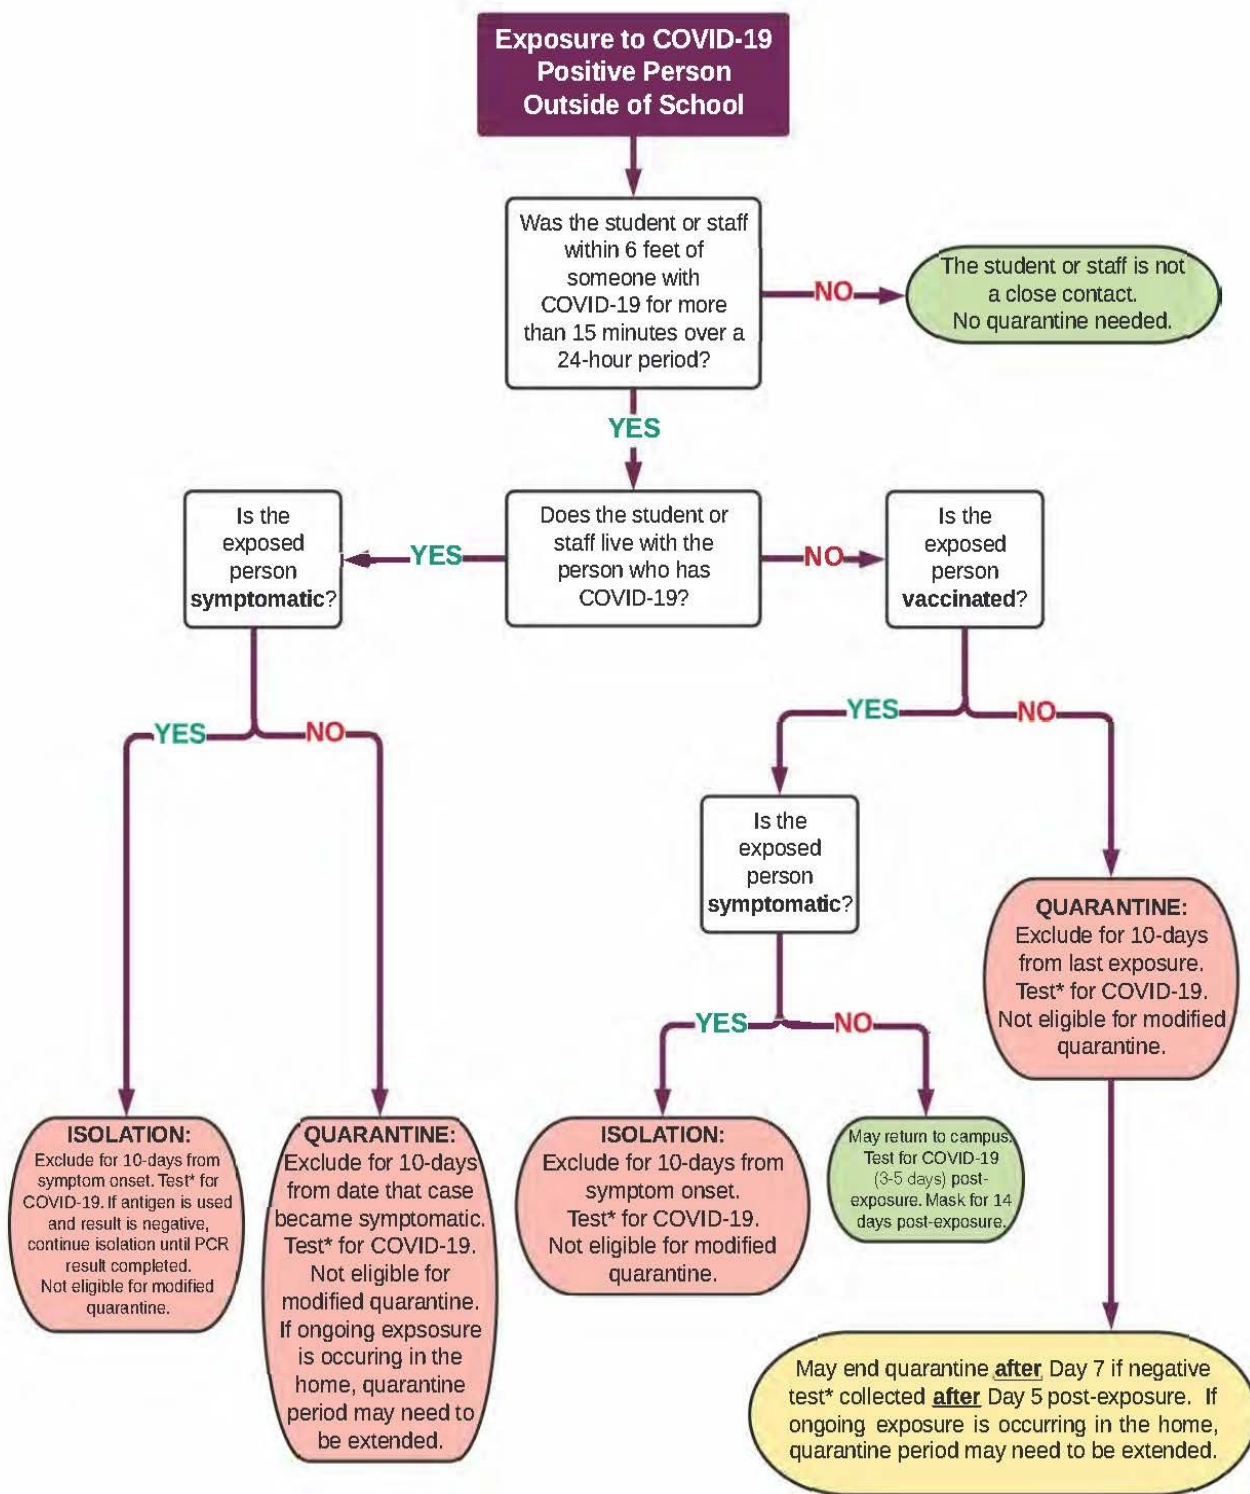 Exposure to COVID-19
Positive Person
Outside of School
Was the student or staff
within 6 feet of
someone with
COVID-19 for more
than 15 minutes over a
24-hour period?
NO
The student or staff is not
a close contact.
No quarantine needed.
YES
Is the
exposed
person
symptomatic?
YES
Does the student or
staff live with the
person who has
COVID-19?
NO
Is the
exposed
person
vaccinated?
YES
NO
YES
NO
Is the
exposed
person
symptomatic?
QUARANTINE:
Exclude for 10-days
from last exposure.
Test* for COVID-19.
Not eligible for modified
quarantine.
YES
NO
ISOLATION:
Exclude for 10-days from
symptom onset. Test* for
COVID-19. If antigen is used
and result is negative,
continue isolation until PCR
result completed.
Not eligible for modified
quarantine.
QUARANTINE:
Exclude for 10-days
from date that case
became symptomatic.
Test* for COVID-19.
Not eligible for
modified quarantine.
If ongoing expsosure
is occuring in the
home, quarantine
period may need to
be extended.
ISOLATION:
Exclude for 10-days from
symptom onset.
Test* for COVID-19.
Not eligible for modified
quarantine.
May return to campus.
Test for COVID-19
(3-5 days) post-
exposure. Mask for 14
days post-exposure.
May end quarantine after Day 7 if negative
test* collected after Day 5 post-exposure. If
ongoing exposure is occurring in the home,
quarantine period may need to be extended.